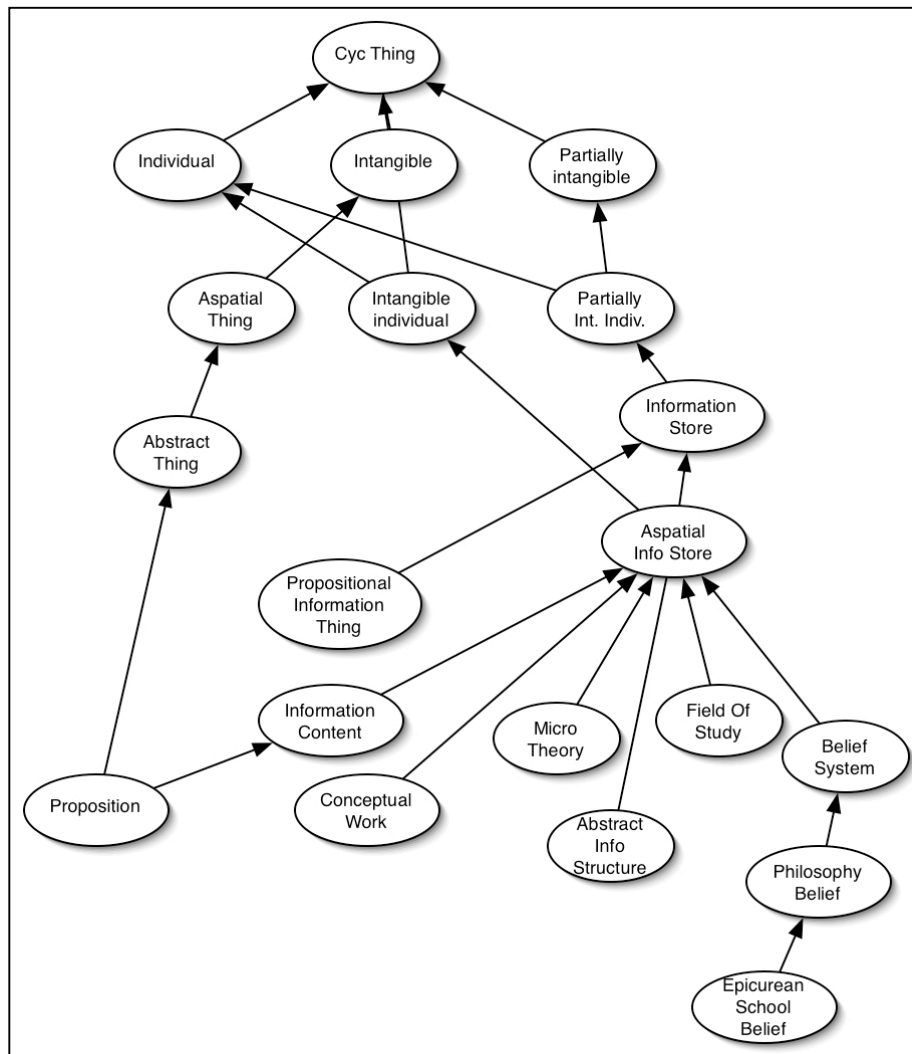 Cyc Thing
Individual
Intangible
Partially
intangible
Aspatial
Thing
Intangible
individual
Partially
Int. Indiv.
Information
Store
Abstract
Thing
Aspatial
Info Store
Propositional
Information
Thing
Information
Content
Micro
Theory
Field Of
Study
Belief
System
Proposition
Conceptual
Work
Abstract
Info
Structure
Philosophy
Belief
Epicurean
School
Belief